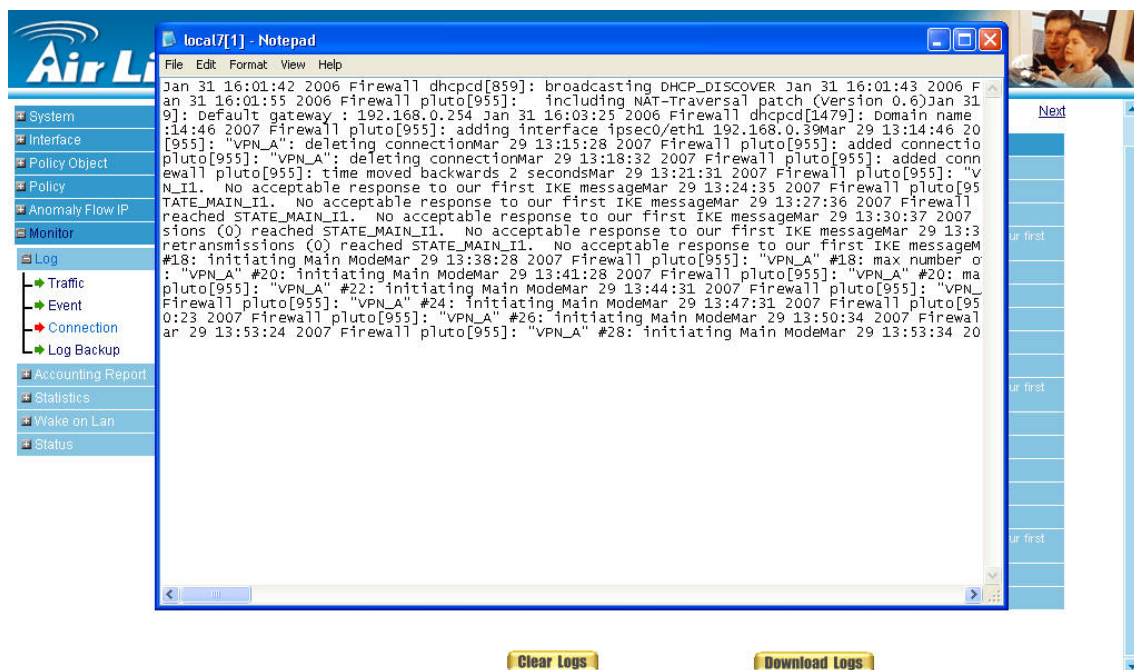 Air Li
local7[1] - Notepad
File Edit Format View Help
Jan 31 16:01:42 2006 Firewall dhcpcd[859]: broadcasting DHCP_DISCOVER Jan 31 16:01:43 2006 F
an 31 16:01:55 2006 Firewall pluto[955]:   including NAT-Traversal patch (Version 0.6)Jan 31
9]: Default gateway : 192.168.0.254 Jan 31 16:03:25 2006 Firewall dhcpcd[1479]: Domain name
:14:46 2007 Firewall pluto[955]: adding interface ipsec0/eth1 192.168.0.39Mar 29 13:14:46 20
[955]: "VPN_A": deleting connectionMar 29 13:15:28 2007 Firewall pluto[955]: added connectio
pluto[955]: "VPN_A": deleting connectionMar 29 13:18:32 2007 Firewall pluto[955]: added conn
ewall pluto[955]: time moved backwards 2 secondsMar 29 13:21:31 2007 Firewall pluto[955]: "V
N_I1.  No acceptable response to our first IKE messageMar 29 13:24:35 2007 Firewall pluto[95
TATE_MAIN_I1.  No acceptable response to our first IKE messageMar 29 13:27:36 2007 Firewall
reached STATE_MAIN_I1.  No acceptable response to our first IKE messageMar 29 13:30:37 2007
sions (0) reached STATE_MAIN_I1.  No acceptable response to our first IKE messageMar 29 13:3
retransmissions (0) reached STATE_MAIN_I1.  No acceptable response to our first IKE messageM
#18: initiating Main ModeMar 29 13:38:28 2007 Firewall pluto[955]: "VPN_A" #18: max number o
: "VPN_A" #20: initiating Main ModeMar 29 13:41:28 2007 Firewall pluto[955]: "VPN_A" #20: ma
pluto[955]: "VPN_A" #22: initiating Main ModeMar 29 13:44:31 2007 Firewall pluto[955]: "VPN_
Firewall pluto[955]: "VPN_A" #24: initiating Main ModeMar 29 13:47:31 2007 Firewall pluto[95
0:23 2007 Firewall pluto[955]: "VPN_A" #26: initiating Main ModeMar 29 13:50:34 2007 Firewal
ar 29 13:53:24 2007 Firewall pluto[955]: "VPN_A" #28: initiating Main ModeMar 29 13:53:34 20
System
Interface
Policy Object
Policy
Anomaly Flow IP
Monitor
Log
Traffic
Event
Connection
Log Backup
Accounting Report
Statistics
Wake on Lan
Status
Next
ur first
ur first
ur first
Clear Logs
Download Logs